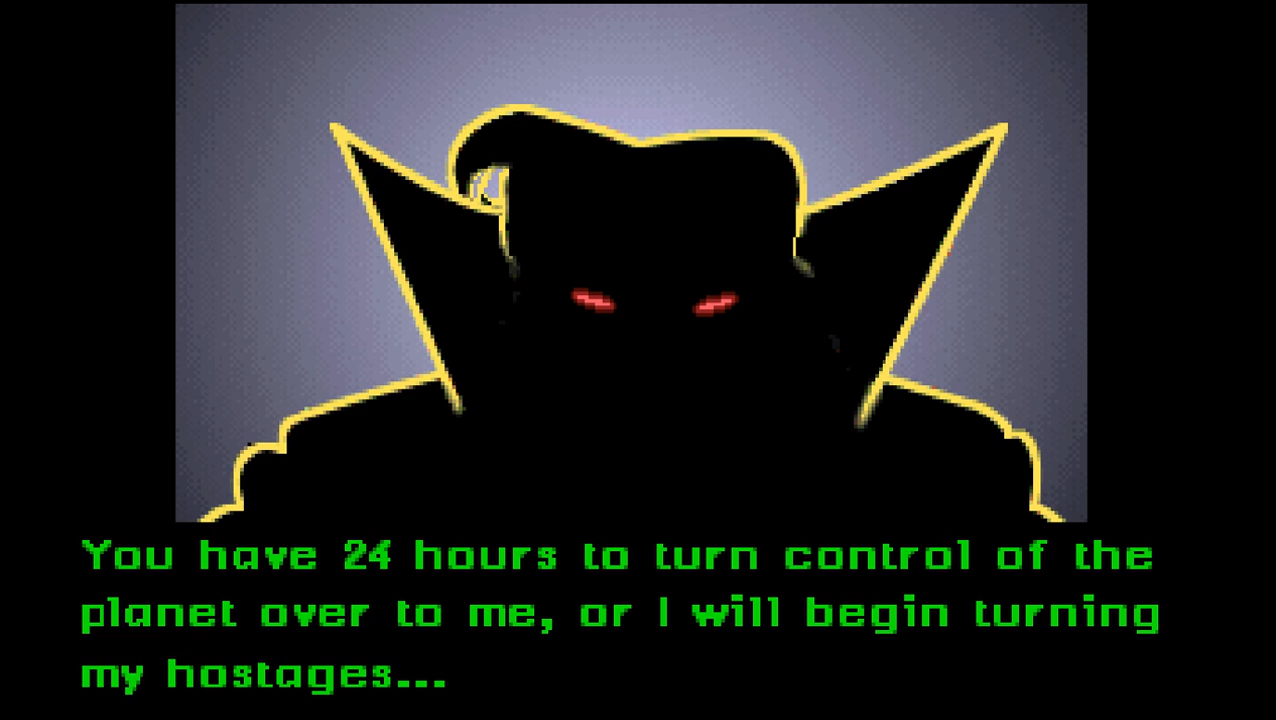 You have 24 hours to turn control of the
planet over to me, or I will begin turning
my hostages...